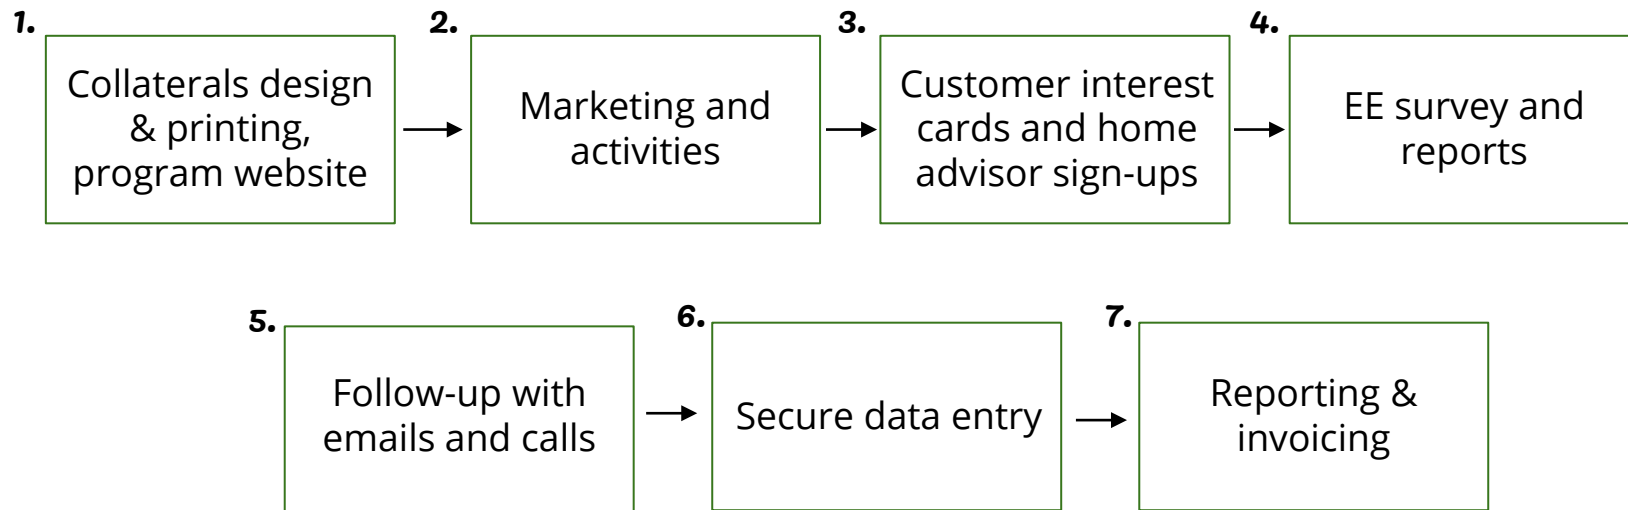 1.
Collaterals design
& printing,
program website
2.
Marketing and
activities
3.
Customer interest
cards and home
advisor sign-ups
4.
EE survey and
reports
5.
Follow-up with
emails and calls
6.
Secure data entry
7.
Reporting &
invoicing